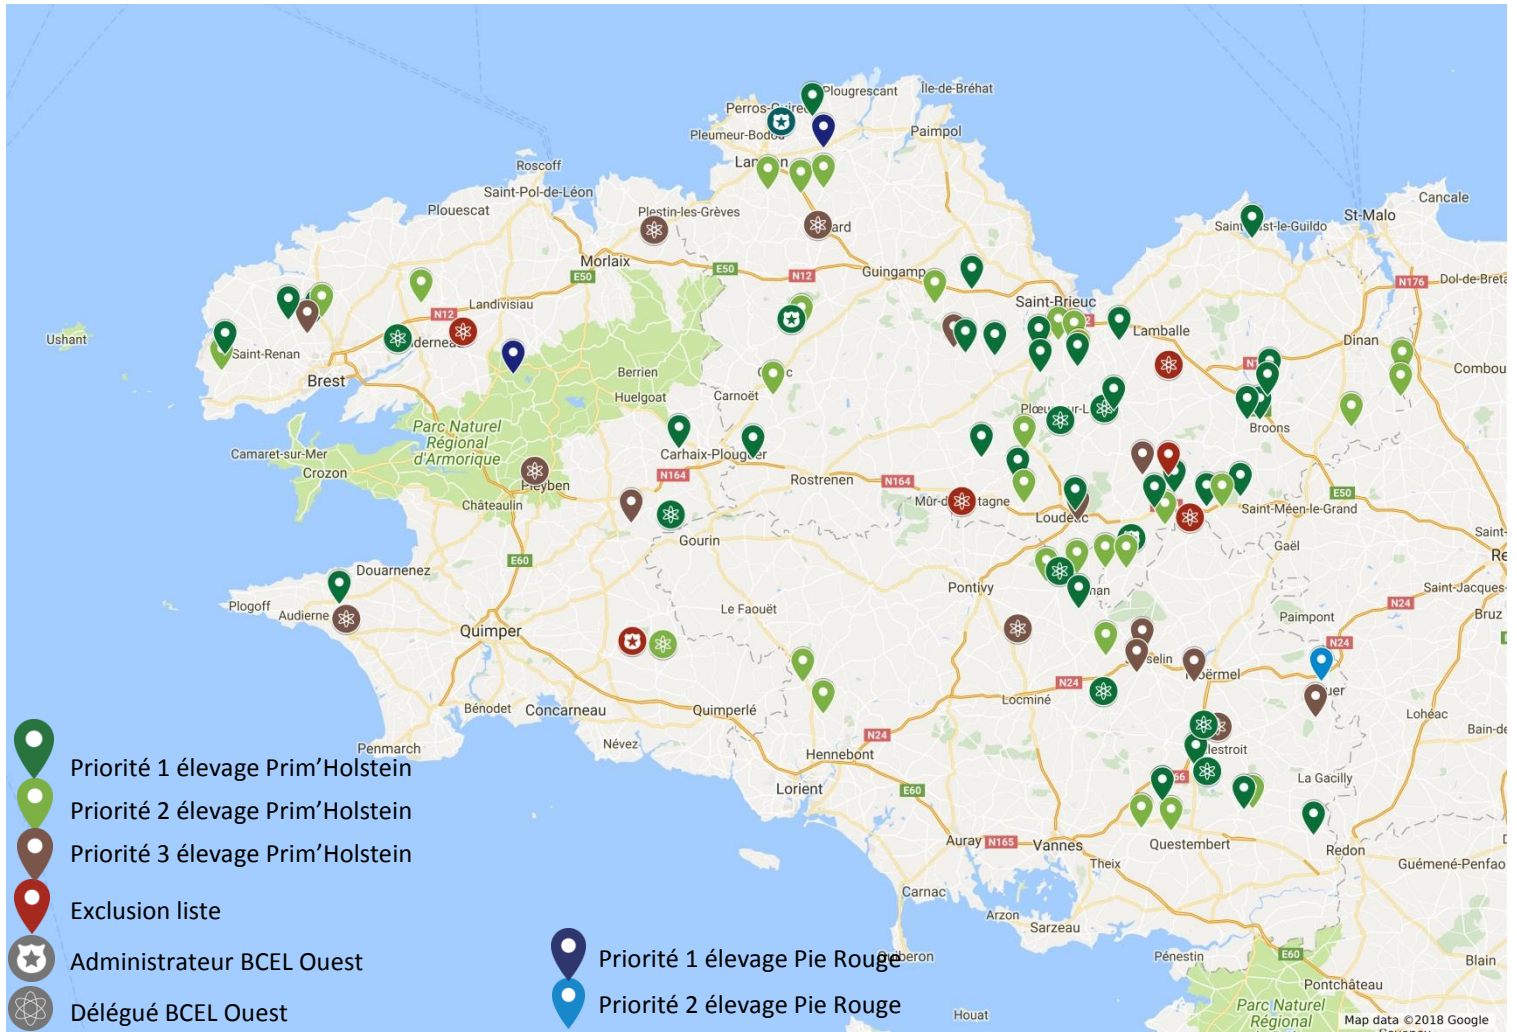 Plougrescant
Île-de-Bréhat
Perros-Guirec
Pleumeur-Bodou
Paimpol
Roscoff
Saint-Pol-de-Léon
Plouescat
Plestin-les-Grèves
Cancale
St-Malo
Morlaix
E50
E50
N12
Guingamp
N176
Dol-de-Breta
Landivisiau
N12
Saint-Brieuc
Lamballe
Dinan
Ushant
Saint-Renan
Brest
Berrien
Huelgoat
Carnoët
Combou
Broons
Parc Naturel
Régional
d'Armorique
Camaret-sur-Mer
Crozon
Carhaix-Plouguer
N164
Rostrenen
N164
Pleyben
Châteaulin
Loudéac
E50
Saint-Méen-le-Grand
Gourin
Gaël
Saint-
Re
E60
Douarnenez
Plogoff
Audierne
Pontivy
Le Faouët
Saint-Jacques-
N24
Bruz
Paimpont
Quimper
N24
N24
Locminé
Bénodet
Concarneau
Quimperlé
Lohéac
Bain-de
Penmarch
Névez
N24
Hennebont
La Gacilly
Lorient
E60
Auray
N165
Vannes
Questembert
Redon
Theix
Guémené-Penfao
Carnac
Arzon
Sarzeau
Pénestin
E60
Blain
Pontchâteau
Parc Naturel
Régional
Houat
Map data ©2018 Google
Priorité 1 élevage Prim'Holstein
Priorité 2 élevage Prim'Holstein
Priorité 3 élevage Prim'Holstein
Exclusion liste
Administrateur BCEL Ouest
Délégué BCEL Ouest
Priorité 1 élevage Pie Rouge
Priorité 2 élevage Pie Rouge